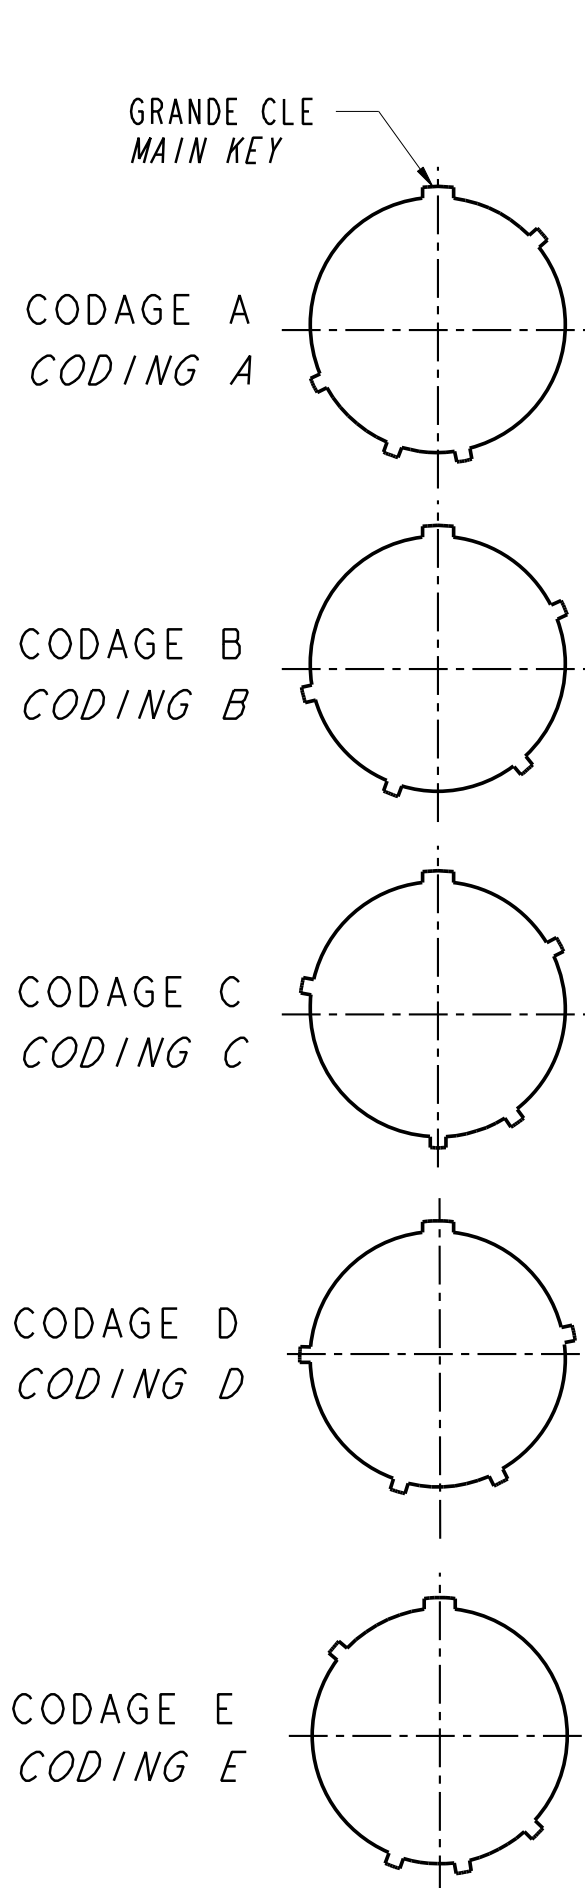 GRANDE CLE
MAIN KEY
CODAGE A
CODING A
CODAGE B
CODING B
CODAGE C
CODING C
CODAGE D
CODING D
CODAGE E
CODING E